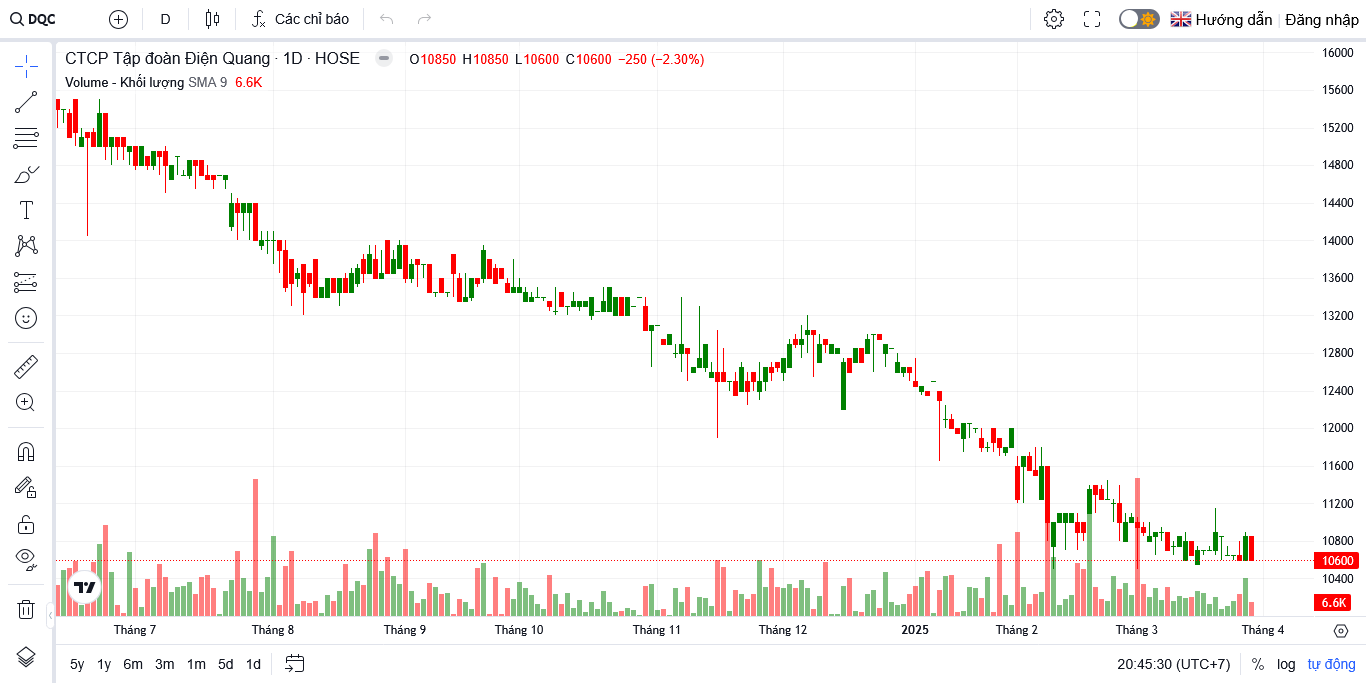 DQC D Các chỉ báo Hướng dẫn Đăng nhập
CTCP Tập đoàn Điện Quang · 1D · HOSE O10850 H10850 L10600 C10600 −250 (−2.30%)
Volume - Khối lượng SMA 9 6.6K
16000
15600
15200
14800
14400
14000
13600
13200
12800
12400
12000
11600
11200
10800
10600
10400
6.6K
Tháng 7 Tháng 8 Tháng 9 Tháng 10 Tháng 11 Tháng 12 2025 Tháng 2 Tháng 3 Tháng 4
5y 1y 6m 3m 1m 5d 1d 20:45:30 (UTC+7) % log tự động